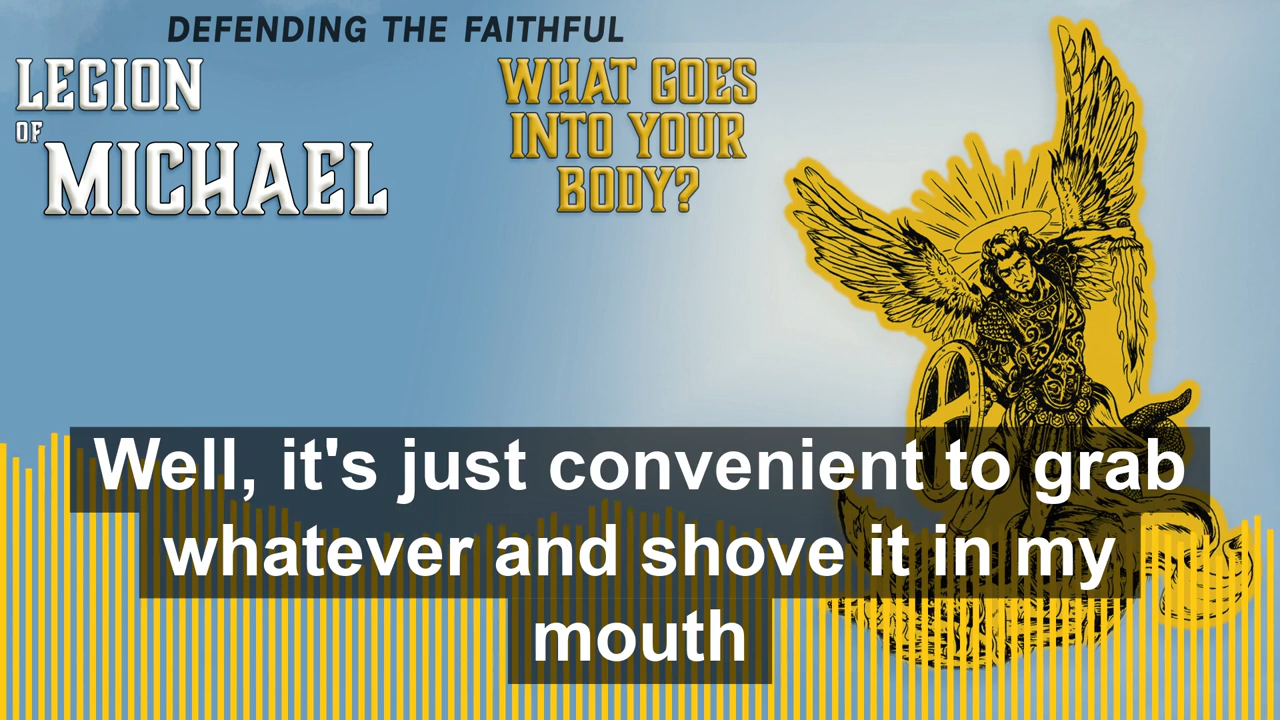 DEFENDING THE FAITHFUL
LEGION
OF
MICHAEL
WHAT GOES
INTO YOUR
BODY?
Well, it's just convenient to grab
whatever and shove it in my
mouth